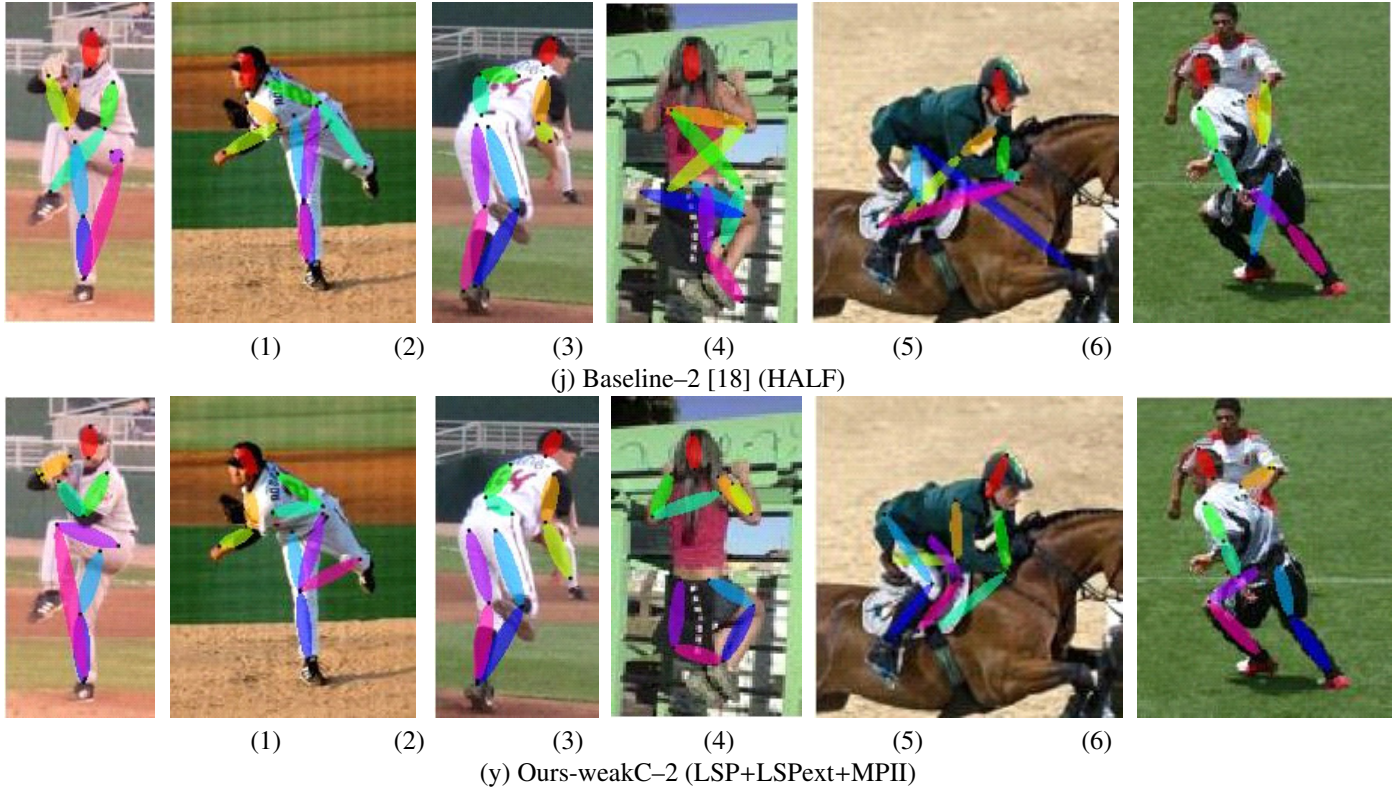 (1) (2) (3) (4) (5) (6)
(j) Baseline–2 [18] (HALF)
(1) (2) (3) (4) (5) (6)
(y) Ours-weakC–2 (LSP+LSPext+MPII)